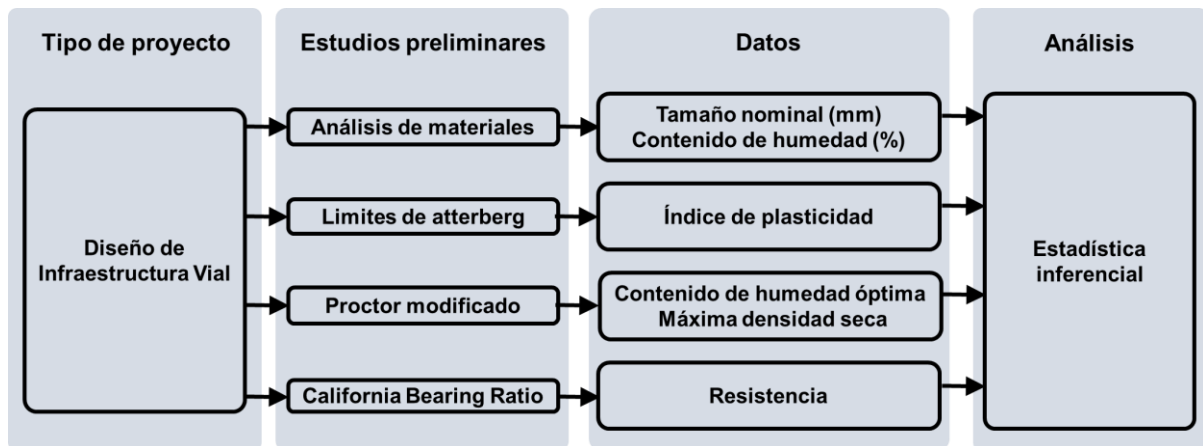 Tipo de proyecto
Estudios preliminares
Datos
Análisis
Diseño de
Infraestructura Vial
Análisis de materiales
Tamaño nominal (mm)
Contenido de humedad (%)
Limites de atterberg
Índice de plasticidad
Proctor modificado
Contenido de humedad óptima
Máxima densidad seca
California Bearing Ratio
Resistencia
Estadística
inferencial